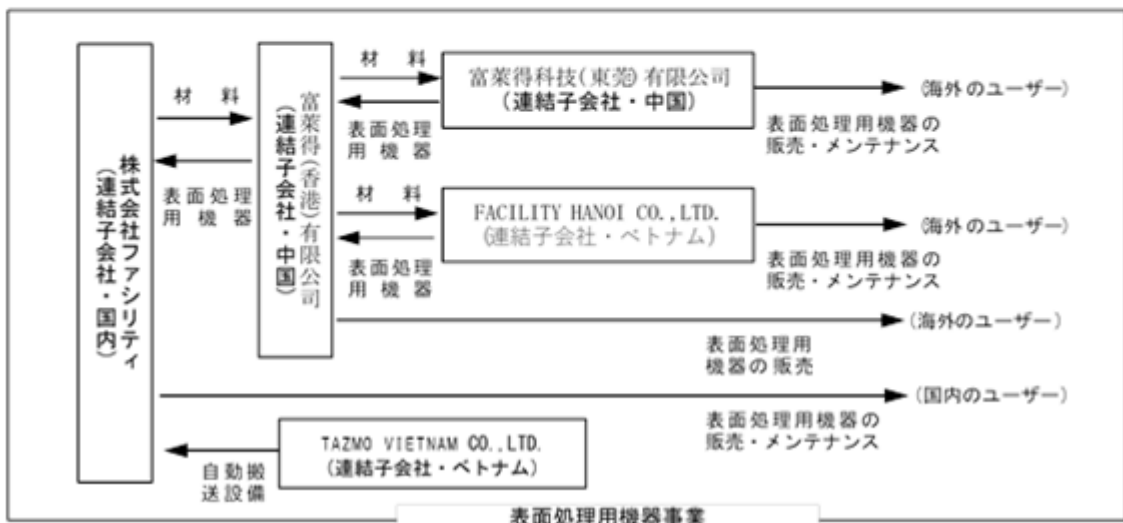 株式会社ファシリティ
(連結子会社・国内)
材　料
表面処理
用機器
富莱得(香港)有限公司
(連結子会社・中国)
材　料
表面処理
用機器
富莱得科技(東莞)有限公司
(連結子会社・中国)
(海外のユーザー)
表面処理用機器の
販売・メンテナンス
材　料
表面処理
用機器
FACILITY HANOI CO.,LTD.
(連結子会社・ベトナム)
(海外のユーザー)
表面処理用機器の
販売・メンテナンス
(海外のユーザー)
表面処理用
機器の販売
(国内のユーザー)
表面処理用機器の
販売・メンテナンス
自動搬
送設備
TAZMO VIETNAM CO.,LTD.
(連結子会社・ベトナム)
表面処理用機器事業